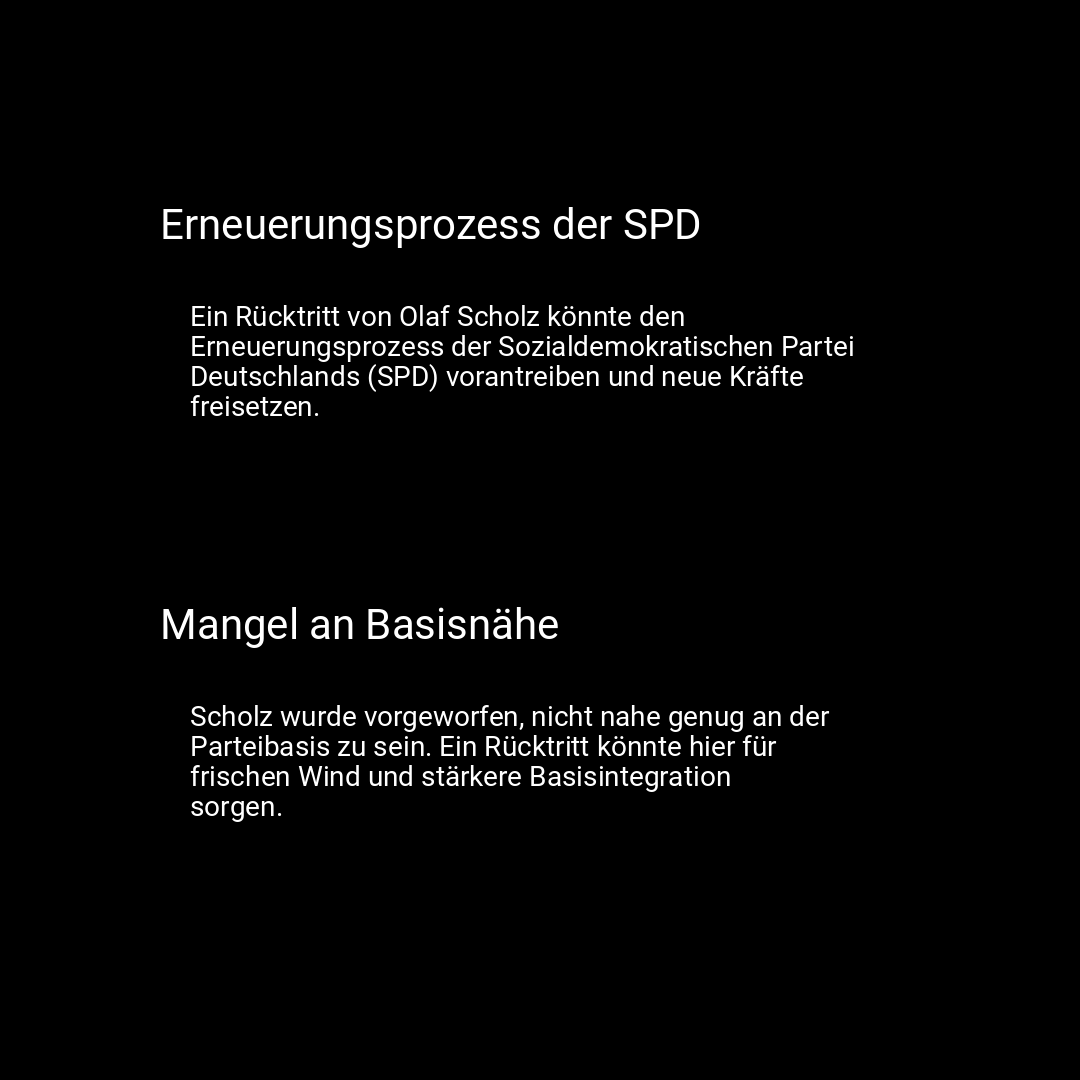 Erneuerungsprozess der SPD
Ein Rücktritt von Olaf Scholz könnte den
Erneuerungsprozess der Sozialdemokratischen Partei
Deutschlands (SPD) vorantreiben und neue Kräfte
freisetzen.
Mangel an Basisnähe
Scholz wurde vorgeworfen, nicht nahe genug an der
Parteibasis zu sein. Ein Rücktritt könnte hier für
frischen Wind und stärkere Basisintegration
sorgen.